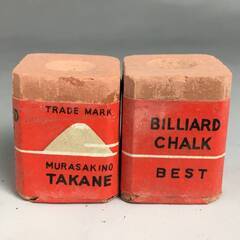 TRADE MARK
MURASAKINO
TAKANE
BILLIARD
CHALK
BEST